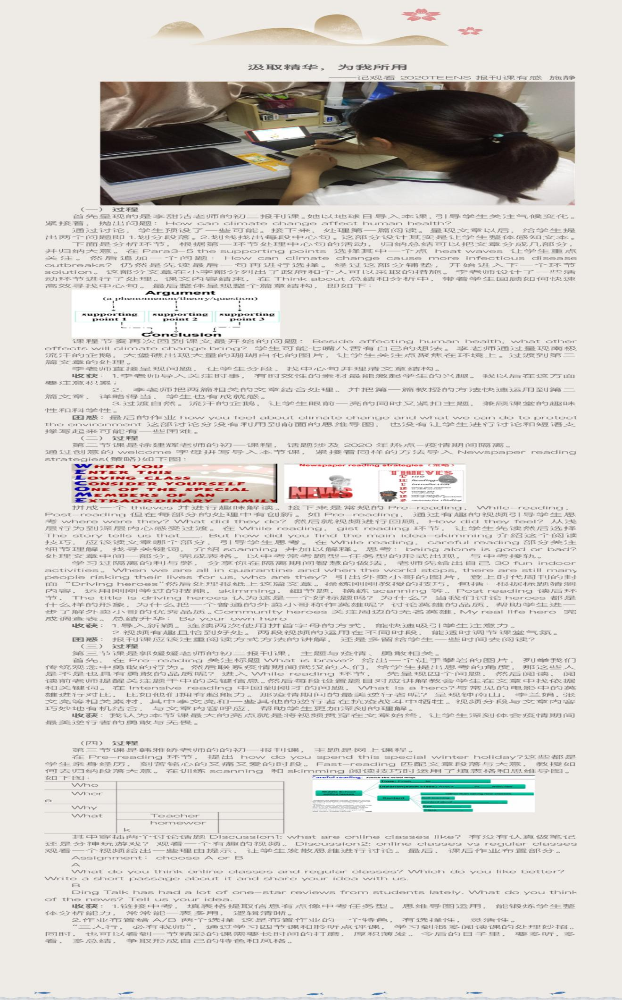 汲取精华，为我所用
——记观看 2020TEENS 报刊课有感 施静
（一）过程
首先呈现的是李甜洁老师的初二报刊课。她以地球日导入本课，引导学生关注气候变化。
紧接着，抛出问题：How can climate change affect human health?
通过讨论，学生预设了一些可能。接下来，处理第一篇阅读。呈现文章以后，给学生提
出两个问题即 1.划分段落。2.划线找出每段中心句。这部分设计其实是让学生整体感知文本。
下面是分析环节，根据第一环节处理中心句的活动，归纳总结可以把文章分成几部分，
并归纳大意。在 Para3-5 the supporting points 选择其中一个点 heat waves 让学生重点
关注。然后追加一个问题：How can climate change cause more infectious disease
outbreaks? 仍然是先读最后一句再进行选择。经过这部分铺垫，开始进入下一个环节
solution。这部分文章在小字部分列出了政府和个人可以采取的措施。李老师设计了一些活
动环节进行了处理。课文内容结束，在 Think about 总结和分析中，带着学生回顾如何快速
高效寻找中心句。最后整体呈现整个篇章结构，即如下：
Argument
(a phenomenon/theory/question)
supporting point 1
supporting point 2
supporting point 3
Conclusion
课程节奏再次回到课文最开始的问题：Beside affecting human health, what other
effects will climate change bring? 学生可能七嘴八舌有自己的想法。李老师通过呈现南极
流汗的企鹅，大堡礁出现大量的珊瑚白化的图片，让学生关注点聚焦在环境上。过渡到第二
篇文章的处理。
李老师直接呈现问题，让学生分段、找中心句并理清文章结构。
收获：1.李老师导入关注时事，有时效性的素材最能激起学生的兴趣。我以后在这方面
要注意积累；
2. 李老师把两篇相关的文章结合处理。并把第一篇教授的方法快速运用到第二
篇文章，详略得当，学生也有成就感。
3.过渡自然。流汗的企鹅，让学生眼前一亮的同时又紧扣主题，兼顾课堂的趣味
性和科学性。
困惑：最后的作业 how you feel about climate change and what we can do to protect
the environment 这部讨论分没有利用到前面的思维导图，也没有让学生进行讨论和短语支
撑写起来可能有一些困难。
（二）过程
第二节课是徐建辉老师的初一课程，话题涉及 2020 年热点-疫情期间隔离。
通过创意的 welcome 字母拼写导入本节课，紧接着同样的方法导入 Newspaper reading
strategies(策略)如下图：
WHEN YOU
ENTER THIS
LOVING CLASS
CONSIDER YOURSELF
ONE OF THE SPECIAL
MEMBERS OF AN
EXTRAORDINARY FAMILY
Newspaper reading strategies（策略）
NEWS
THIEVES
T title
H headings
I introduction
E every first sentence in each section
V visuals and vocabulary
E end-of-article or end-of-chapter questions
S summarize thinking
拼成一个 thieves 并进行趣味解读。接下来是常规的 Pre-reading，While-reading，
Post-reading 但在每部分的处理中有创新。如 Pre-reading，通过有趣的视频引导学生思
考 where were they? What did they do? 然后就视频进行回顾，How did they feel? 从浅
层行为到深层内心感受过渡。在 While reading，gist reading 环节，让学生先读然后选择
The story tells us that___. But how did you find the main idea-skimming 介绍这个阅读
技巧，应该读文章哪个部分，引导学生思考。在 While reading，careful reading 部分关注
细节理解，找寻关键词，介绍 scanning 并加以解释。思考：being alone is good or bad?
处理文章中间一部分，完成表格。以中考常考题型-任务型的形式出现，与中考接轨。
学习过隔离的利与弊，分享你在隔离期间智慧的做法，老师先给出自己 30 fun indoor
activities。When we are all in quarantine and when the world stops, there are still many
people risking their lives for us, who are they? 引出外卖小哥的图片，登上时代周刊的封
面 “Driving heroes”然后处理报纸上这篇文章。操练刚刚教授的技巧，包括：根据标题猜测
内容，运用刚刚学过的技能，skimming，细节题，操练 scanning 等。Post reading 读后环
节，The title is driving heroes 认为这是一个好标题吗？为什么？当我们讨论 heroes 都是
什么样的形象，为什么把一个普通的外卖小哥称作英雄呢？讨论英雄的品质，帮助学生进一
步了解外卖小哥的优秀品质。Community heroes 关注周边的无名英雄，My real life hero 完
成调查表。总结升华：Be your own hero
收获：1.导入新颖。连续两次使用拼首字母的方式，能快速吸引学生注意力。
2.视频有趣且恰到好处。两段视频的运用在不同时段，能适时调节课堂气氛。
困惑：报刊课应该注重阅读方式方法的讲解，还是多留给学生一些时间去阅读？
（三）过程
第三节课是郭媛媛老师的初二报刊课，主题与疫情、勇敢相关。
首先，在 Pre-reading 关注标题 What is brave? 给出一个徒手攀岩的图片，列举我们
传统观念中勇敢的行为。然后联系疫情期间武汉的人们，给学生提出思考的角度，那这些人
是不是也具有勇敢的品质呢？进入 While reading 环节，先呈现四个问题，然后阅读，阅
读前老师提醒关注题干中的关键信息。然后每段设置题目对应讲解教会学生在文章中找依据
和关键词。在 Intensive reading 中回到刚才的问题，What is a hero?与常见的电影中的英
雄进行对比，比如他们拥有超能力。那疫情期间的最美逆行者呢？呈现钟南山，李兰娟，张
文亮等相关素材，其中李文亮和一些其他的逆行者在抗疫战斗中牺牲。视频分段与文章内容
巧妙地有机结合，与文章内容呼应，帮助学生更加深刻的理解。
收获：我认为本节课最大的亮点就是将视频贯穿在文章始终，让学生深刻体会疫情期间
最美逆行者的勇敢与无畏。
（四）过程
第三节课是韩雅娇老师的的初一报刊课，主题是网上课程。
在 Pre-reading 环节，提出 how do you spend this special winter holiday?这些都是
学生亲身经历，刻苦铭心的又痛又爱的时段。Fast-reading 匹配文章段落与大意，教授如
何去归纳段落大意。在训练 scanning 和 skimming 阅读技巧时运用了填表格和思维导图。
如下图：
Who
Wher
e
Why
What Teacher
homewor
k
Careful reading: Finish the mind map.
Middle School online lessons
Time: From ____ to ____
Duration(each class) About ____ to ____ minutes
Content
rather than taking new classes.
Self-learning
Content about
Eye
Class
其中穿插两个讨论话题 Discussion1: what are online classes like? 有没有认真做笔记
还是分神玩游戏？观看一个有趣的视频。Discussion2: online classes vs regular classes
观看一个视频给出一些理由提示，让学生发散思维进行讨论。最后，课后作业布置部分。
Assignment：choose A or B
A
What do you think online classes and regular classes? Which do you like better?
Write a short passage about it and share your idea with us.
B
Ding Talk has had a lot of one-star reviews from students lately. What do you think
of the news? Tell us your idea.
收获：1.链接中考，填表格提取信息有点像中考任务型。思维导图运用，能锻炼学生整
体分析能力，常常能一表多用，逻辑清晰。
2.作业布置给 A/B 两个选择 这是布置作业的一个特色，有选择性，灵活性。
“三人行，必有我师”，通过学习四节课和聆听点评课，学习到很多阅读课的处理妙招。
同时，也可以看到一节精彩的课需要长时间的打磨，厚积薄发。今后的日子里，要多听，多
看，多总结，争取形成自己的特色和风格。